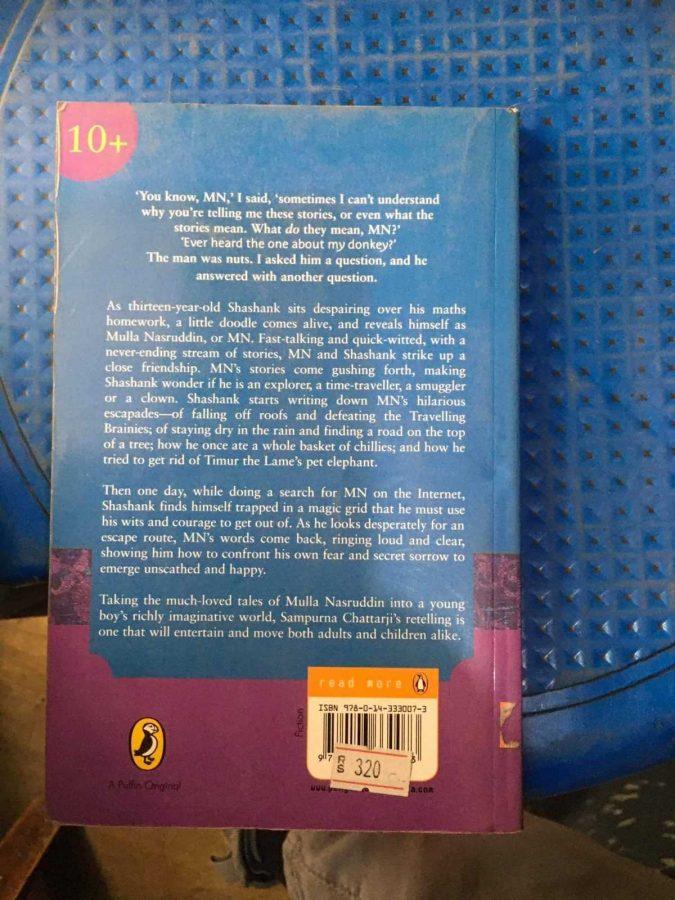 10+
‘You know, MN,’ I said, ‘sometimes I can’t understand
why you’re telling me these stories, or even what the
stories mean. What do they mean, MN?’
‘Ever heard the one about my donkey?’
The man was nuts. I asked him a question, and he
answered with another question.
As thirteen-year-old Shashank sits despairing over his maths
homework, a little doodle comes alive, and reveals himself as
Mulla Nasruddin, or MN. Fast-talking and quick-witted, with a
never-ending stream of stories, MN and Shashank strike up a
close friendship. MN’s stories come gushing forth, making
Shashank wonder if he is an explorer, a time-traveller, a smuggler
or a clown. Shashank starts writing down MN’s hilarious
escapades—of falling off roofs and defeating the Travelling
Brainies; of staying dry in the rain and finding a road on the top
of a tree; how he once ate a whole basket of chillies; and how he
tried to get rid of Timur the Lame’s pet elephant.
Then one day, while doing a search for MN on the Internet,
Shashank finds himself trapped in a magic grid that he must use
his wits and courage to get out of. As he looks desperately for an
escape route, MN’s words come back, ringing loud and clear,
showing him how to confront his own fear and secret sorrow to
emerge unscathed and happy.
Taking the much-loved tales of Mulla Nasruddin into a young
boy’s richly imaginative world, Sampurna Chattarji’s retelling is
one that will entertain and move both adults and children alike.
read more
ISBN 978-0-14-333007-3
Fiction
9
RS 320
A Puffin Original